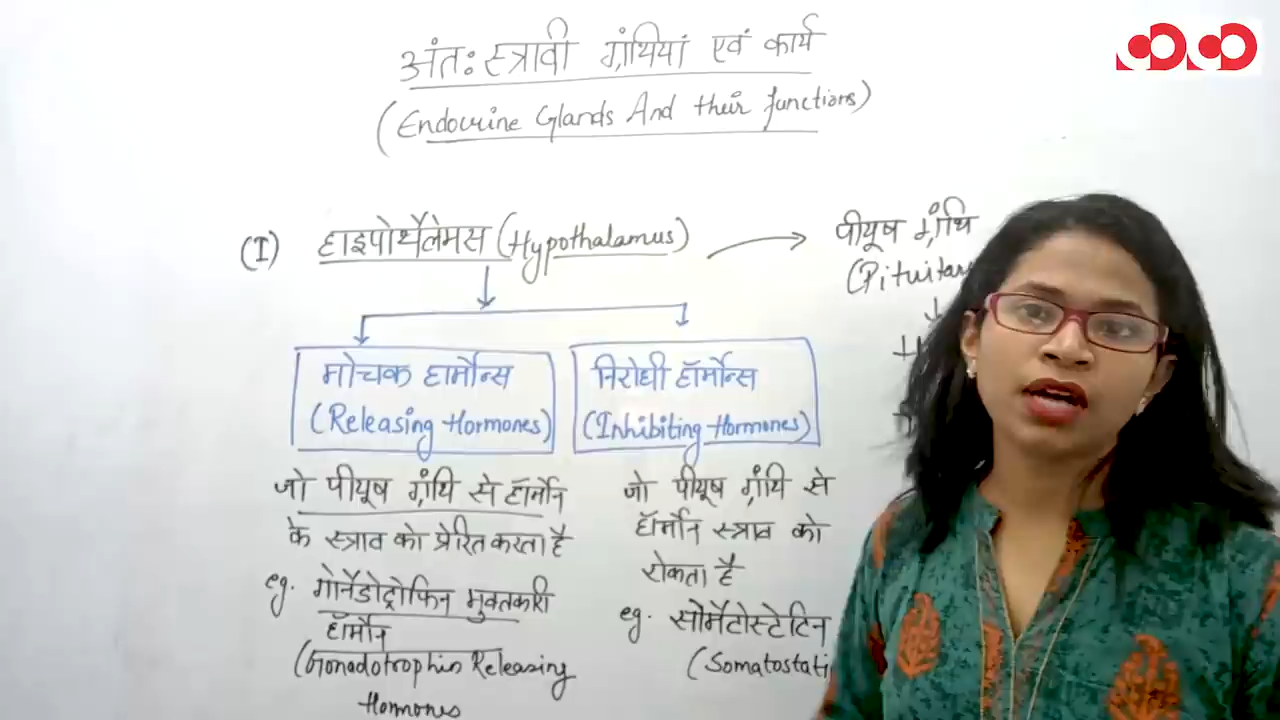 अंतः स्त्रावी ग्रंथियां एवं कार्य
(Endocrine Glands And their functions)
(I) हाइपोथैलेमस (Hypothalamus)
पीयूष ग्रंथि
मोचक हार्मोन्स
(Releasing Hormones)
निरोधी हॉर्मोन्स
(Inhibiting Hormones)
जो पीयूष ग्रंथि से हॉर्मोन
के स्त्राव को प्रेरित करता है
eg. गोनैडोट्रोफिन मुक्तकारी
हॉर्मोन
(Gonadotrophin Releasing
Hormones
जो पीयूष ग्रंथि से
हॉर्मोन स्त्राव को
रोकता है
eg. सोमैटोस्टेटिन